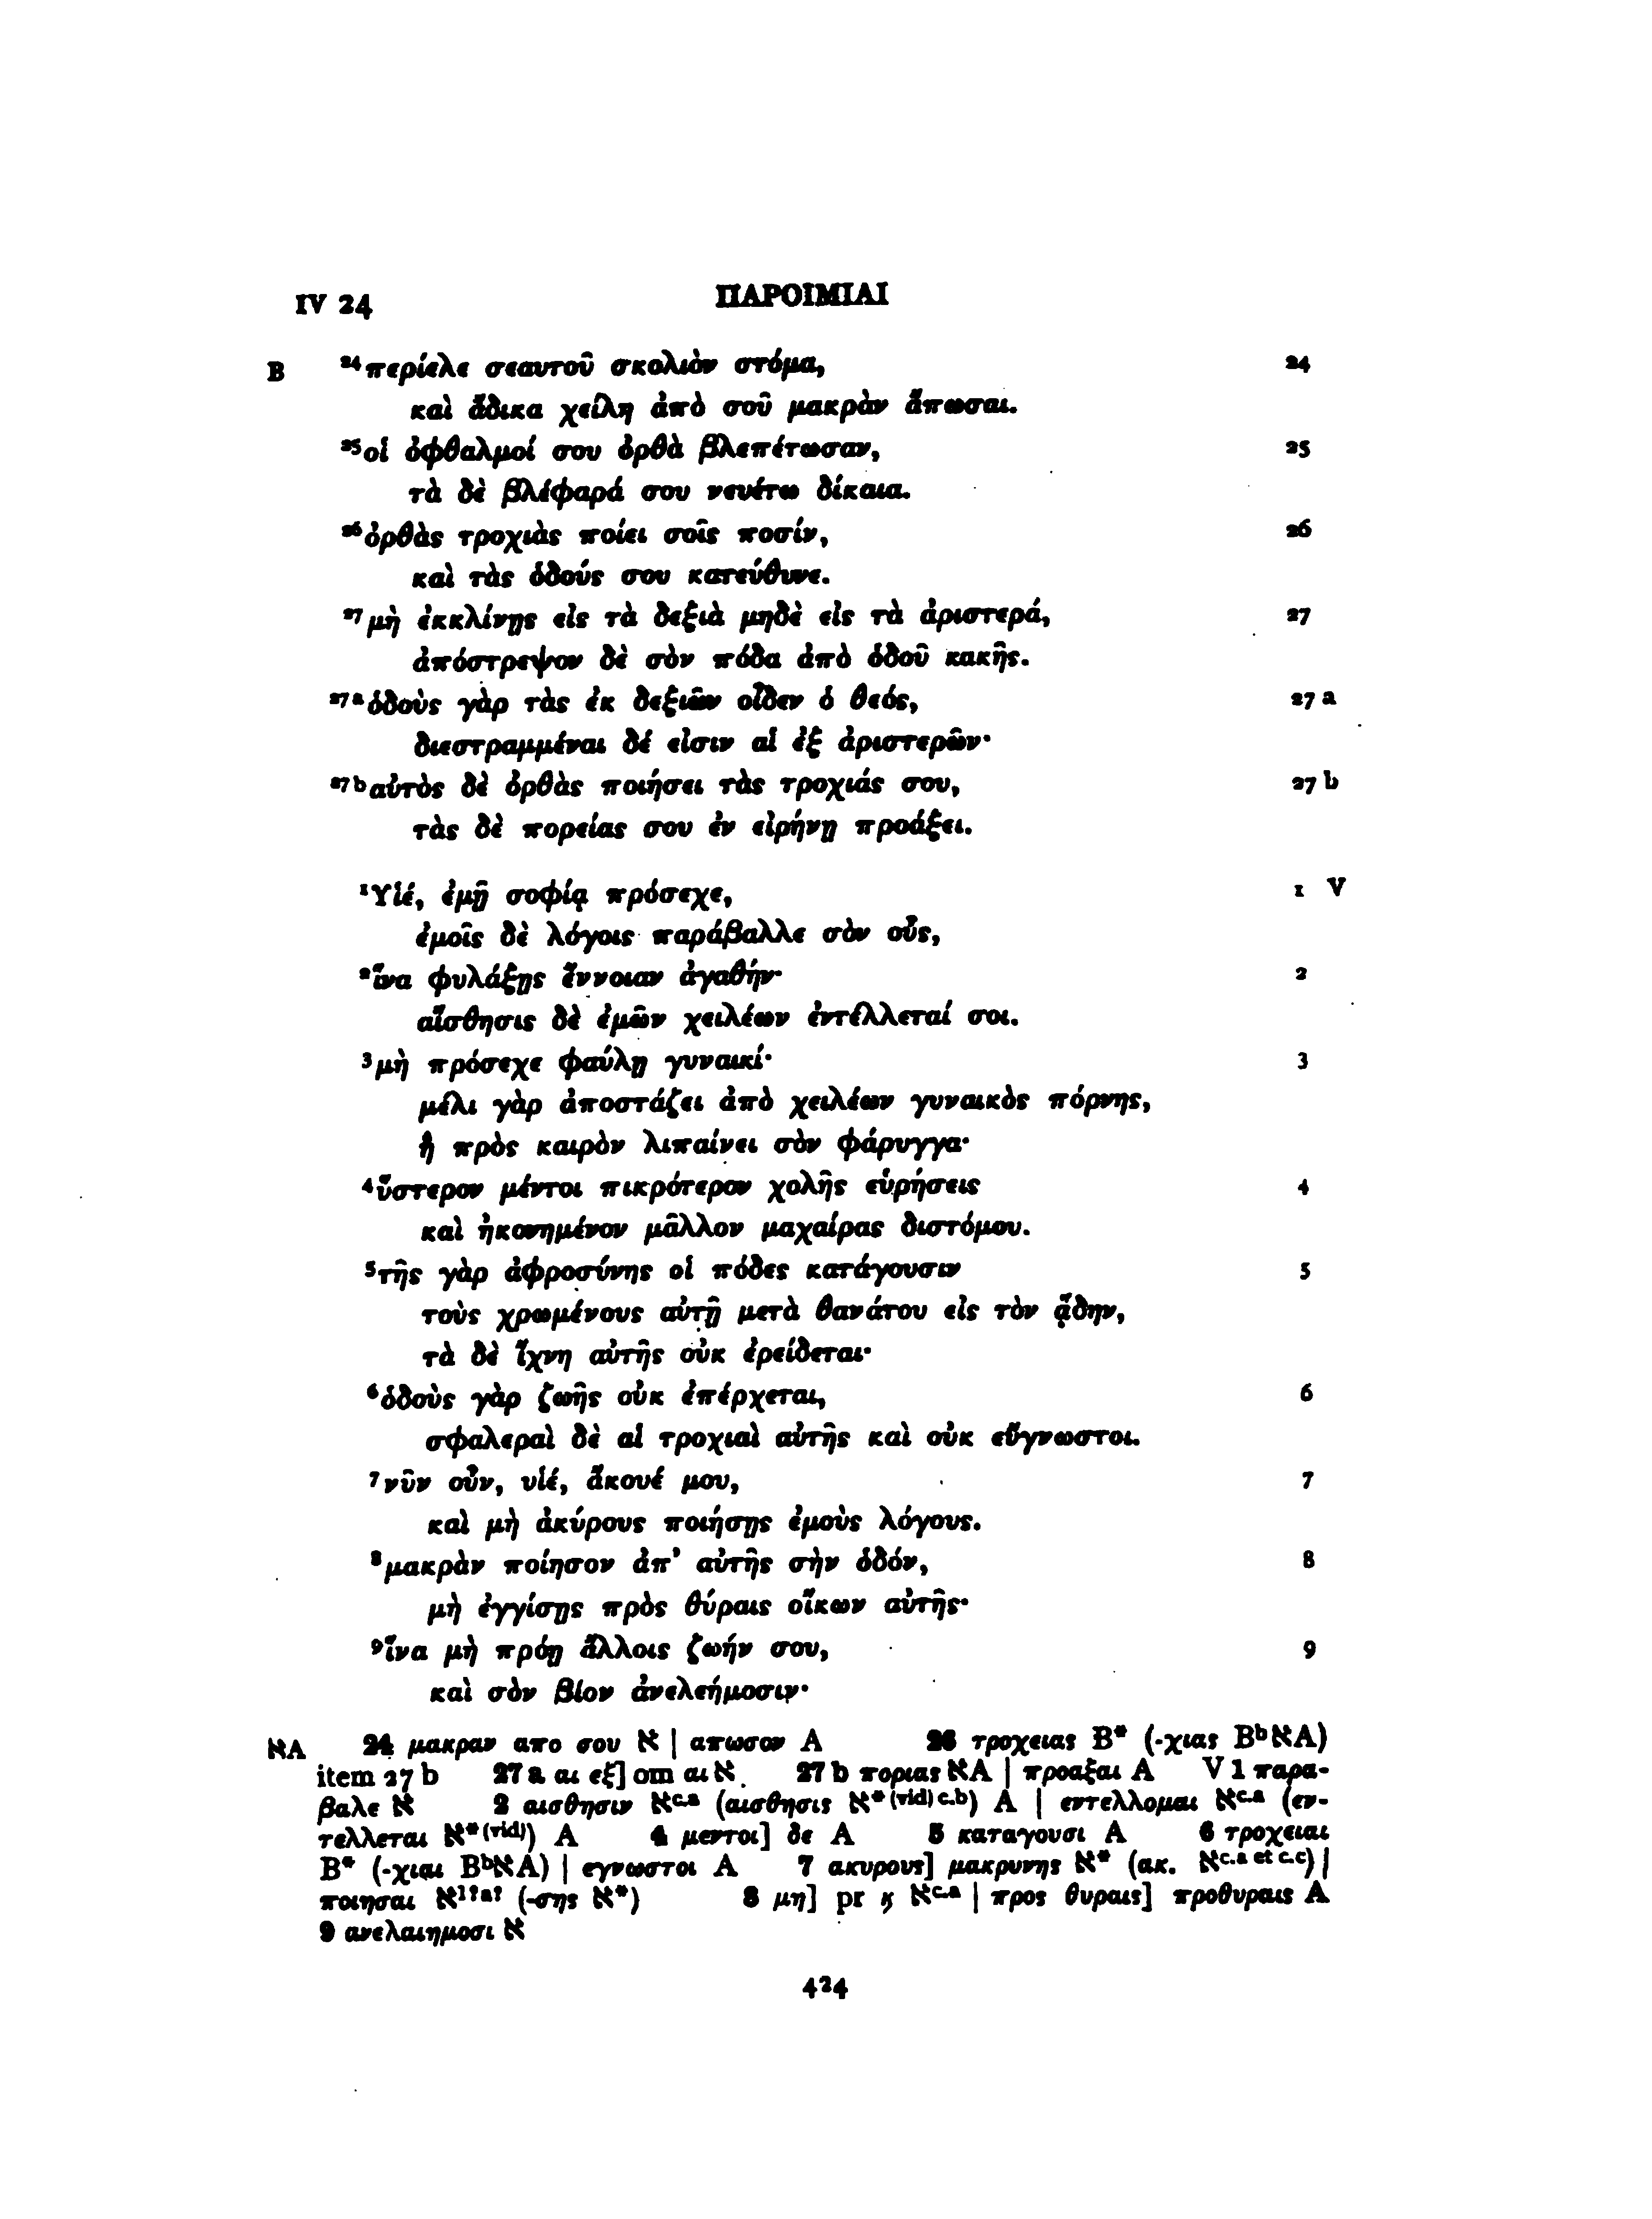 IV 24 ΠΑΡΟΙΜΙΑΙ
B ²⁴περίελε σεαυτοῦ σκολιὸν στόμα, 24
καὶ ἄδικα χείλη ἀπὸ σοῦ μακρὰν ἄπωσαι.
²⁵οἱ ὀφθαλμοί σου ὀρθὰ βλεπέτωσαν, 25
τὰ δὲ βλέφαρά σου νευέτω δίκαια.
²⁶ὀρθὰς τροχιὰς ποίει σοῖς ποσίν, 26
καὶ τὰς ὁδούς σου κατεύθυνε.
²⁷μὴ ἐκκλίνῃς εἰς τὰ δεξιὰ μηδὲ εἰς τὰ ἀριστερά, 27
ἀπόστρεψον δὲ σὸν πόδα ἀπὸ ὁδοῦ κακῆς.
²⁷ᵃὁδοὺς γὰρ τὰς ἐκ δεξιῶν οἶδεν ὁ θεός, 27 a
διεστραμμέναι δέ εἰσιν αἱ ἐξ ἀριστερῶν·
²⁷ᵇαὐτὸς δὲ ὀρθὰς ποιήσει τὰς τροχιάς σου, 27 b
τὰς δὲ πορείας σου ἐν εἰρήνῃ προάξει.
¹Υἱέ, ἐμῇ σοφίᾳ πρόσεχε, 1 V
ἐμοῖς δὲ λόγοις παράβαλλε σὸν οὖς,
²ἵνα φυλάξῃς ἔννοιαν ἀγαθήν· 2
αἴσθησις δὲ ἐμῶν χειλέων ἐντέλλεταί σοι.
³μὴ πρόσεχε φαύλῃ γυναικί· 3
μέλι γὰρ ἀποστάζει ἀπὸ χειλέων γυναικὸς πόρνης,
ἣ πρὸς καιρὸν λιπαίνει σὸν φάρυγγα·
⁴ὕστερον μέντοι πικρότερον χολῆς εὑρήσεις 4
καὶ ἠκονημένον μᾶλλον μαχαίρας διστόμου.
⁵τῆς γὰρ ἀφροσύνης οἱ πόδες κατάγουσιν 5
τοὺς χρωμένους αὐτῇ μετὰ θανάτου εἰς τὸν ᾅδην,
τὰ δὲ ἴχνη αὐτῆς οὐκ ἐρείδεται·
⁶ὁδοὺς γὰρ ζωῆς οὐκ ἐπέρχεται, 6
σφαλεραὶ δὲ αἱ τροχιαὶ αὐτῆς καὶ οὐκ εὔγνωστοι.
⁷νῦν οὖν, υἱέ, ἄκουέ μου, 7
καὶ μὴ ἀκύρους ποιήσῃς ἐμοὺς λόγους.
⁸μακρὰν ποίησον ἀπ’ αὐτῆς σὴν ὁδόν, 8
μὴ ἐγγίσῃς πρὸς θύραις οἴκων αὐτῆς·
⁹ἵνα μὴ πρόῃ ἄλλοις ζωήν σου, 9
καὶ σὸν βίον ἀνελεήμοσιν·
אA 24 μακραν απο σου א | απωσον A 26 τροχειας B* (-χιας BᵇאA)
item 27 b 27 a αι εξ] om αι א 27 b ποριας אA | προαξαι A V 1 παρα-
βαλε א 2 αισθησιν אᶜ·ᵃ (αισθησις א*⁽ᵛⁱᵈ⁾ ᶜ·ᵇ) A | εντελλομαι אᶜ·ᵃ (εν-
τελλεται א*⁽ᵛⁱᵈ⁾) A 4 μεντοι] δε A 5 καταγουσι A 6 τροχειαι
B* (-χιαι BᵇאA) | εγνωστοι A 7 ακυρους] μακρυνης א* (ακ. אᶜ·ᵃ ᵉᵗ ᶜ·ᶜ) |
ποιησαι א¹ˀᵃˀ (-σης א*) 8 μη] pr ϗ אᶜ·ᵃ | προς θυραις] προθυραις A
9 ανελαιημοσι א
424